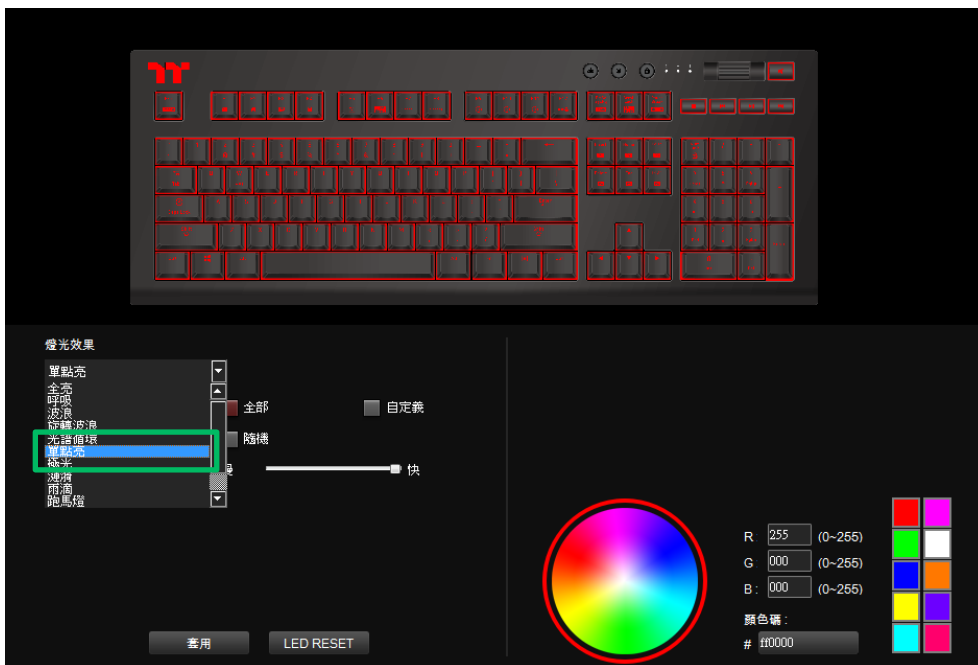 燈光效果
單點亮
全亮
呼吸
波浪
全部
自定義
旋轉波浪
光譜循環
隨機
單點亮
極光
慢
快
漣漪
雨滴
跑馬燈
R 255 (0~255)
G 000 (0~255)
B : 000 (0~255)
顏色碼 :
# ff0000
套用
LED RESET